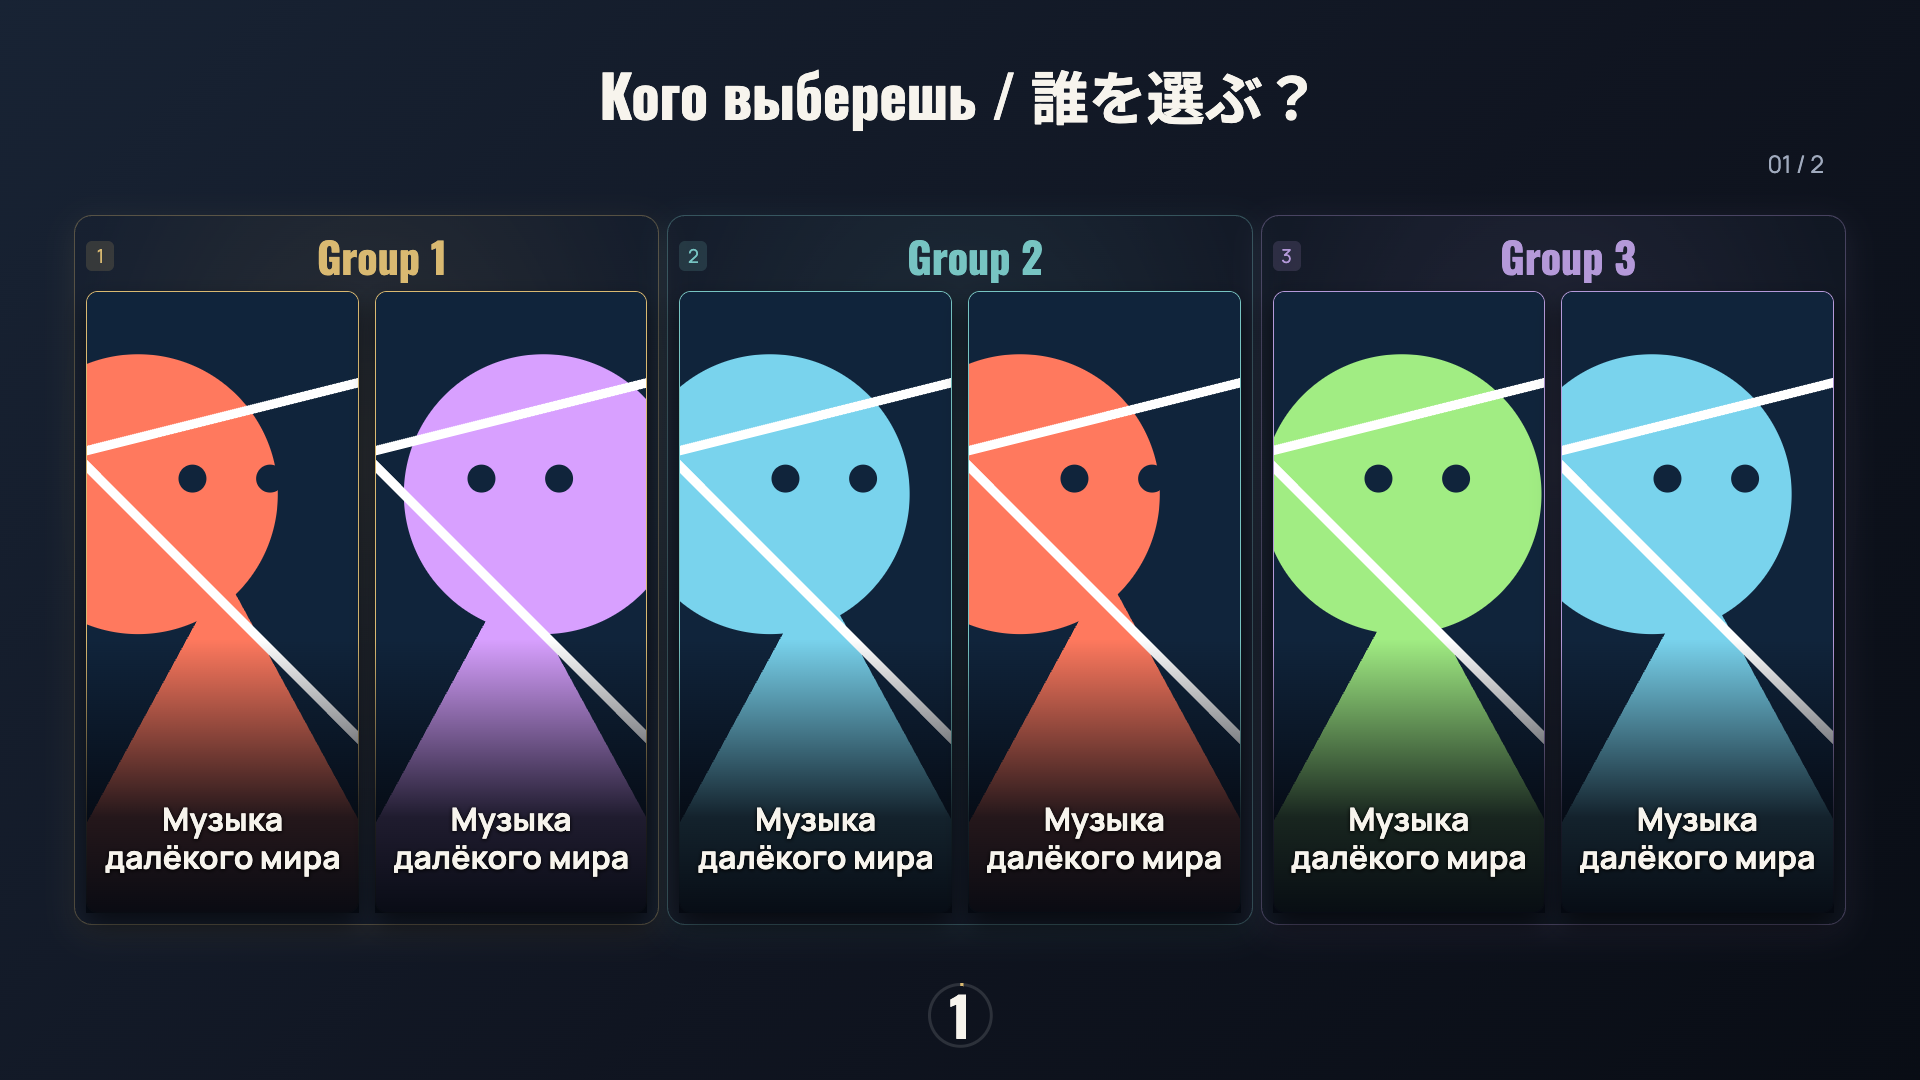 Кого выберешь / 誰を選ぶ？
01 / 2
1
Group 1
2
Group 2
3
Group 3
Музыка
далёкого мира
Музыка
далёкого мира
Музыка
далёкого мира
Музыка
далёкого мира
Музыка
далёкого мира
Музыка
далёкого мира
1